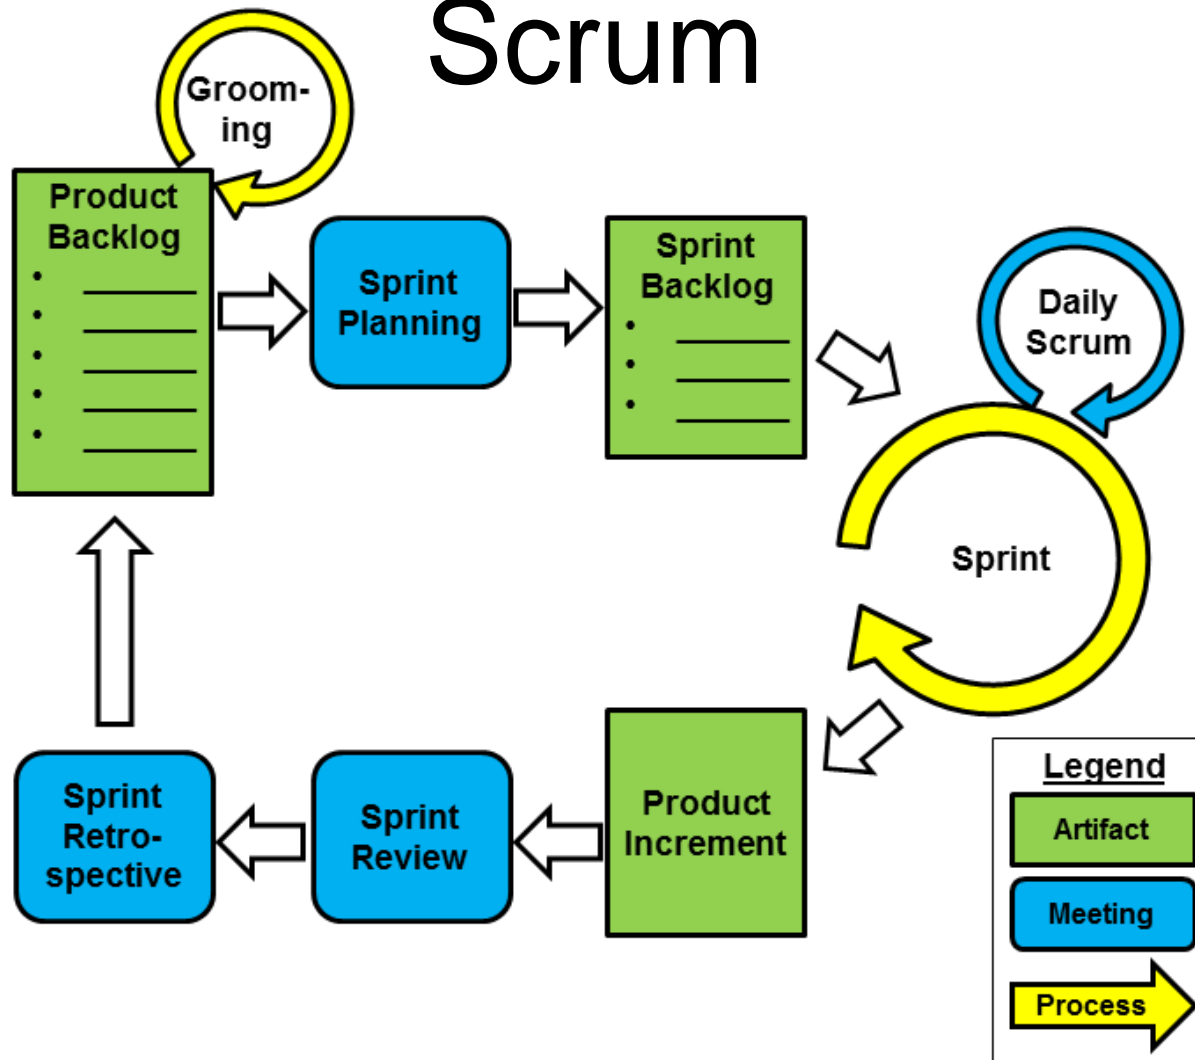 Scrum
Groom-
ing
Product
Backlog
•
•
•
•
•
Sprint
Planning
Sprint
Backlog
•
•
•
Daily
Scrum
Sprint
Product
Increment
Sprint
Review
Sprint
Retro-
spective
Legend
Artifact
Meeting
Process